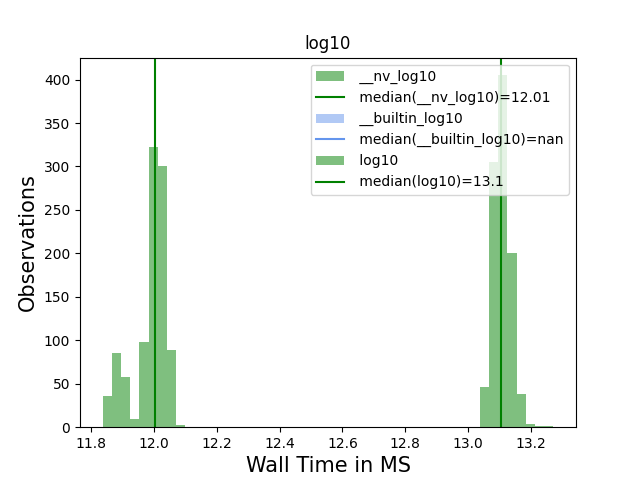 log10
__nv_log10
median(__nv_log10)=12.01
__builtin_log10
median(__builtin_log10)=nan
log10
median(log10)=13.1
Observations
400
350
300
250
200
150
100
50
0
11.8 12.0 12.2 12.4 12.6 12.8 13.0 13.2
Wall Time in MS